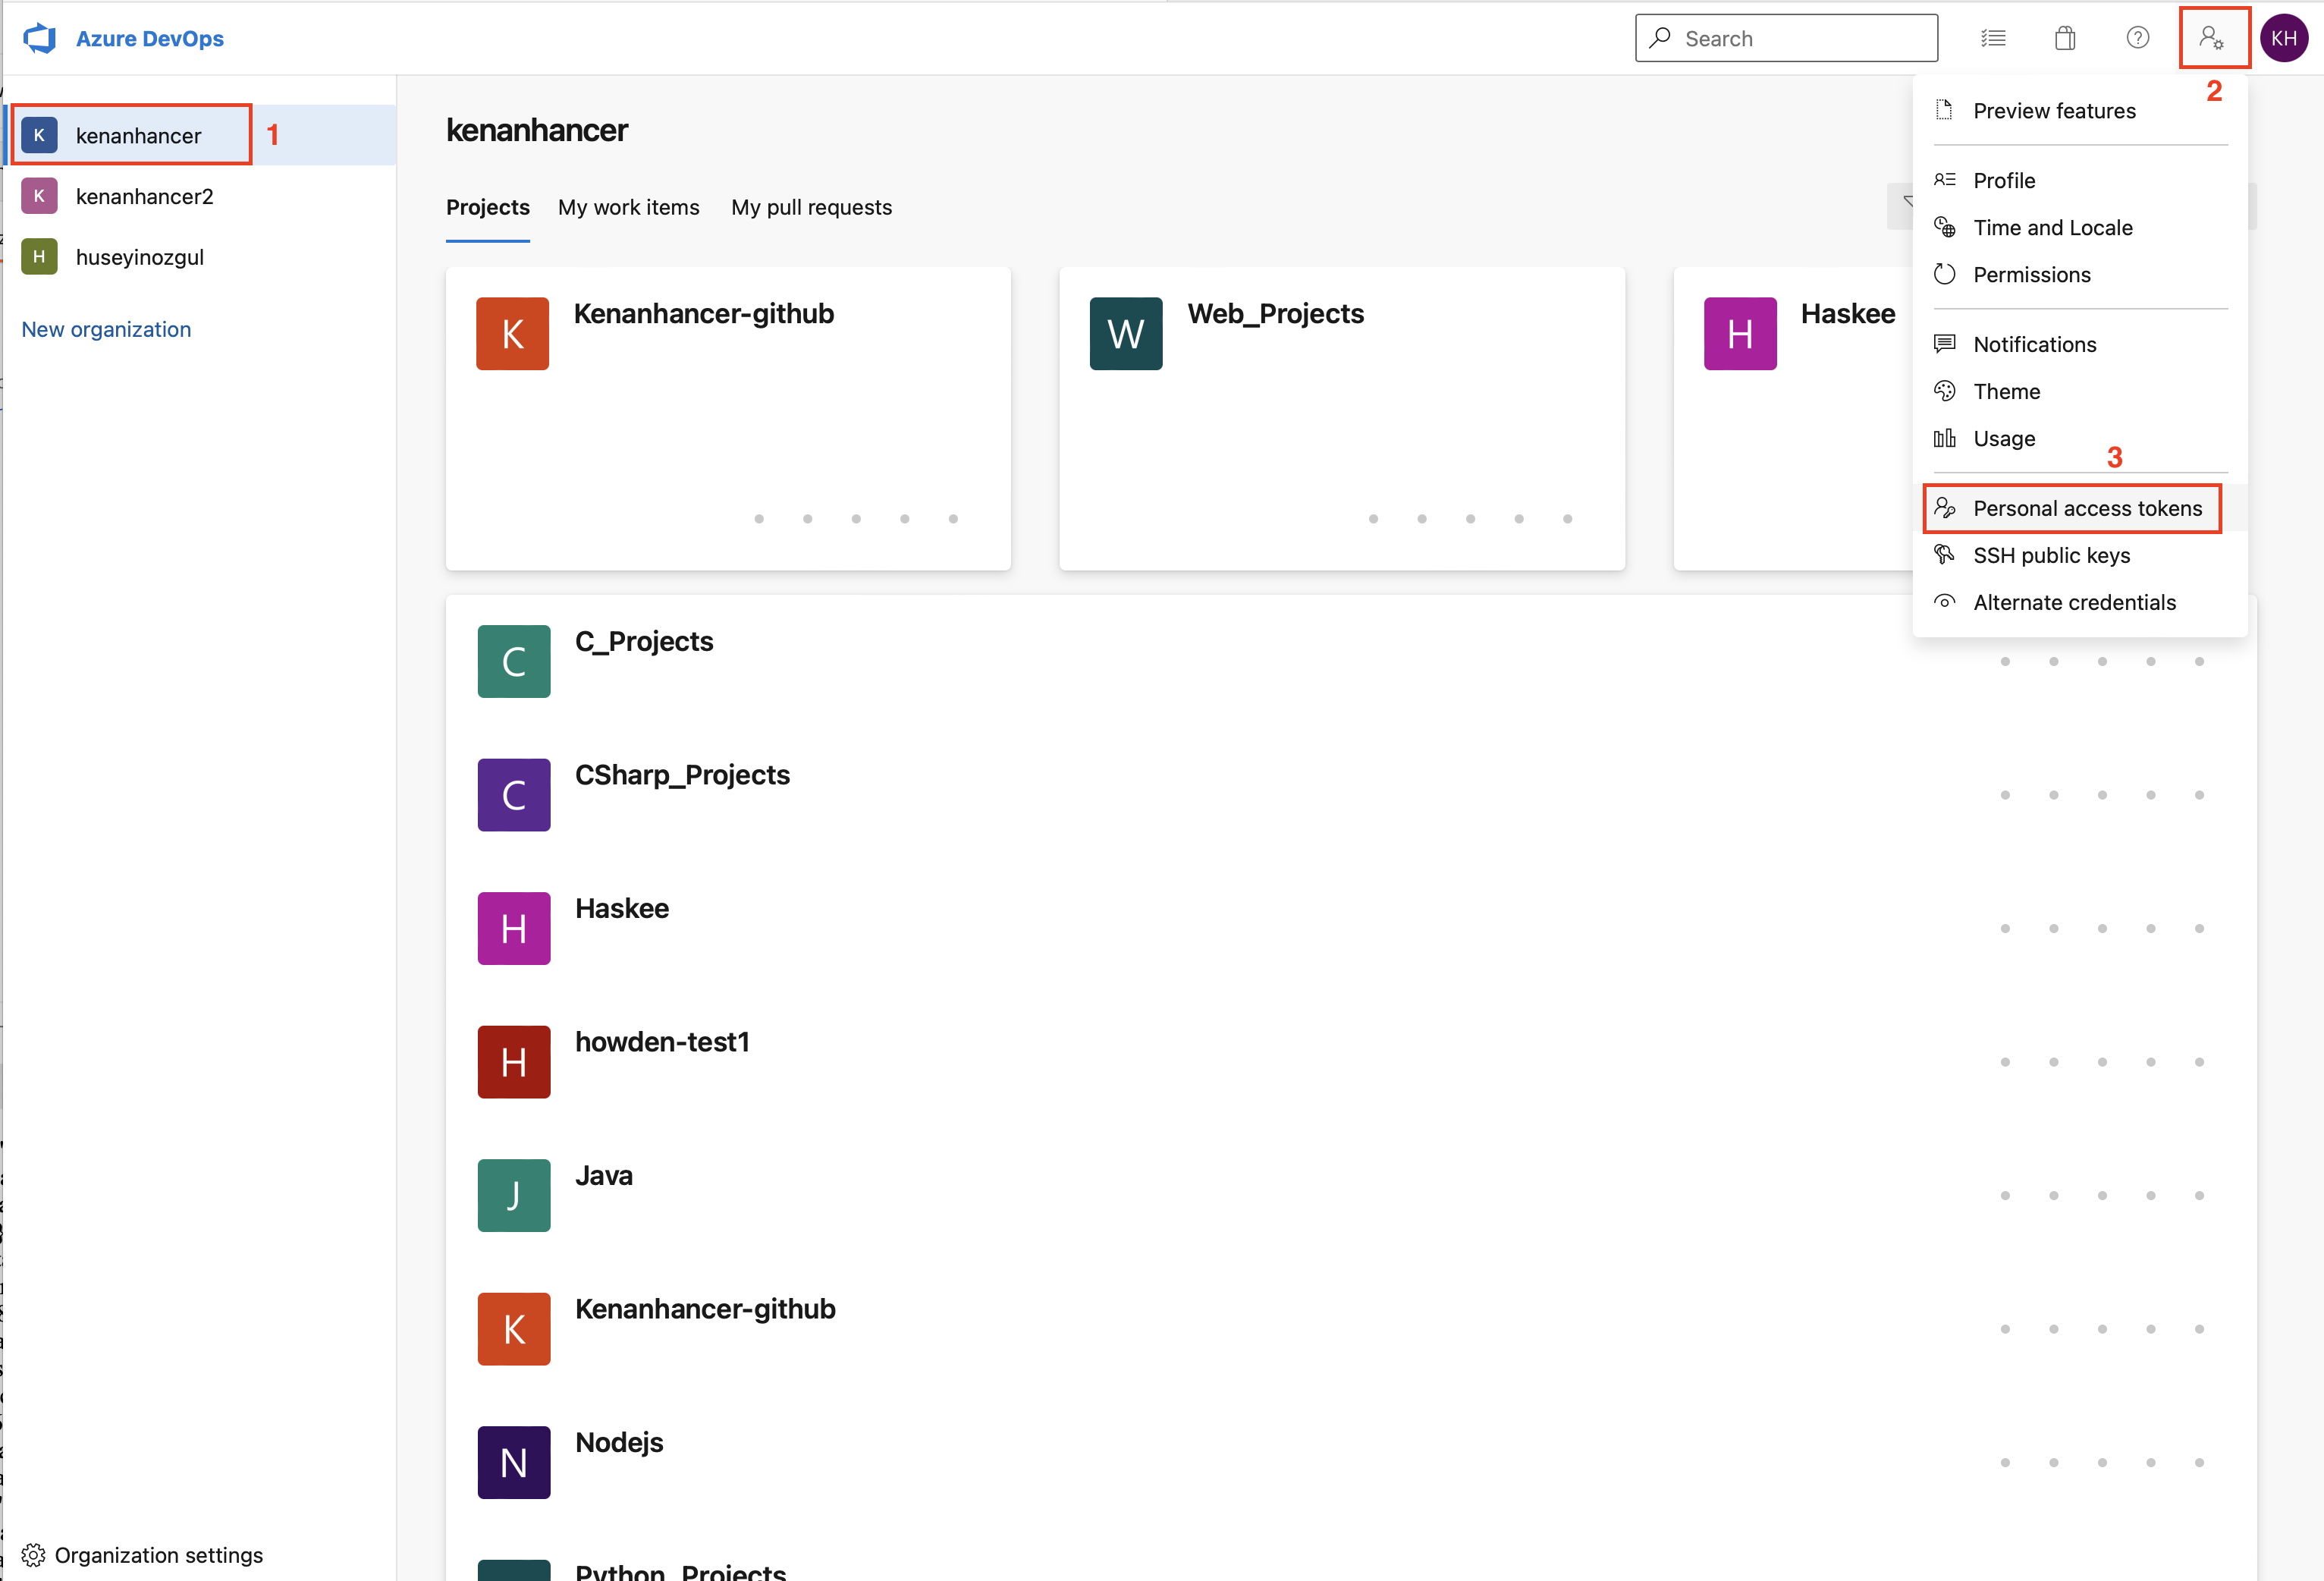 Azure DevOps
Search
KH
K
kenanhancer
1
K
kenanhancer2
H
huseyinozgul
New organization
Organization settings
kenanhancer
Projects
My work items
My pull requests
K
Kenanhancer-github
W
Web_Projects
H
Haskee
2
Preview features
Profile
Time and Locale
Permissions
Notifications
Theme
Usage
3
Personal access tokens
SSH public keys
Alternate credentials
C
C_Projects
C
CSharp_Projects
H
Haskee
H
howden-test1
J
Java
K
Kenanhancer-github
N
Nodejs
Python_Projects